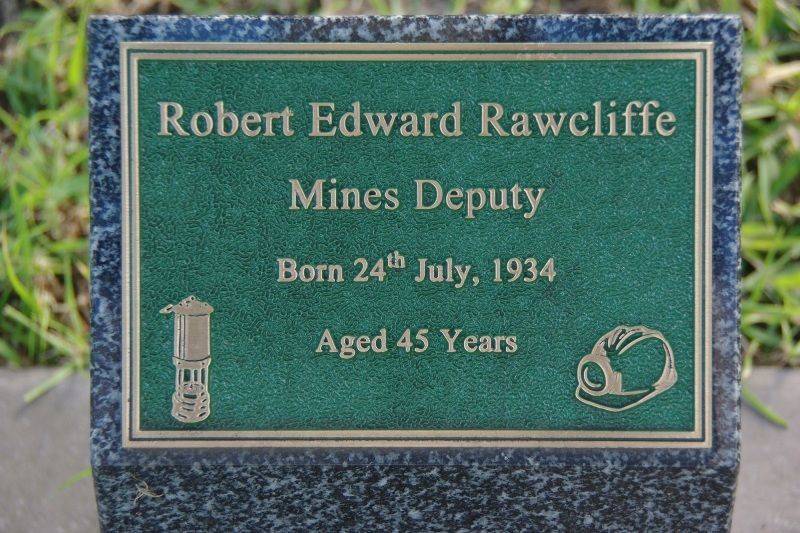 Robert Edward Rawcliffe
Mines Deputy
Born 24th July, 1934
Aged 45 Years